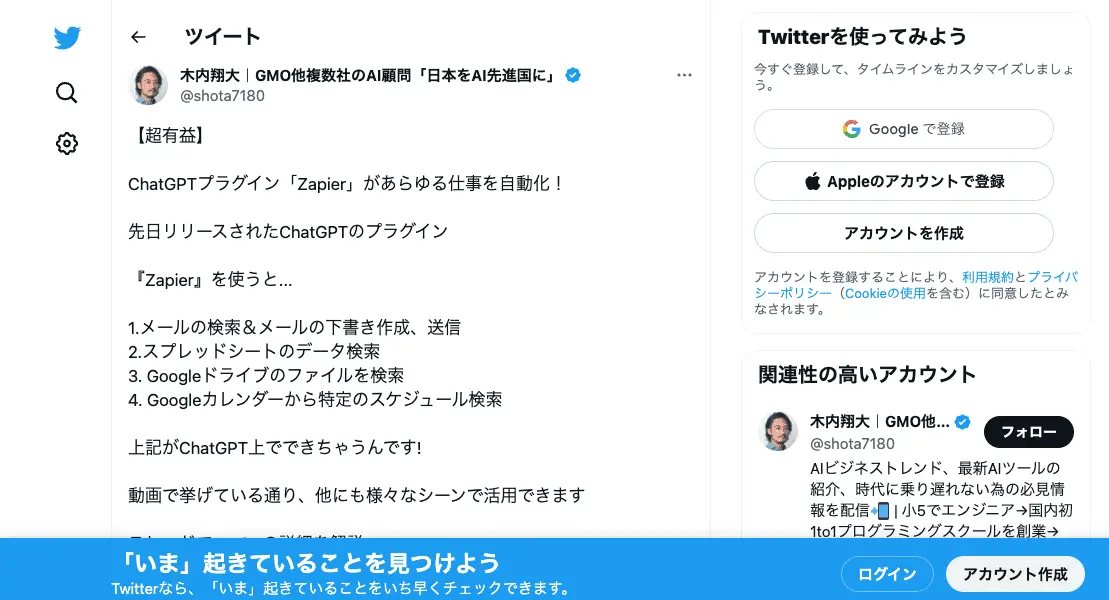 ツイート
木内翔大｜GMO他複数社のAI顧問「日本をAI先進国に」
@shota7180
【超有益】
ChatGPTプラグイン「Zapier」があらゆる仕事を自動化！
先日リリースされたChatGPTのプラグイン
『Zapier』を使うと...
1.メールの検索＆メールの下書き作成、送信
2.スプレッドシートのデータ検索
3. Googleドライブのファイルを検索
4. Googleカレンダーから特定のスケジュール検索
上記がChatGPT上でできちゃうんです!
動画で挙げている通り、他にも様々なシーンで活用できます
Twitterを使ってみよう
今すぐ登録して、タイムラインをカスタマイズしましょ
う。
Google で登録
Appleのアカウントで登録
アカウントを作成
アカウントを登録することにより、利用規約とプライバ
シーポリシー（Cookieの使用を含む）に同意したとみ
なされます。
関連性の高いアカウント
木内翔大｜GMO他...
@shota7180
フォロー
AIビジネストレンド、最新AIツールの
紹介、時代に乗り遅れない為の必見情
報を配信📲 | 小5でエンジニア→国内初
1to1プログラミングスクールを創業→
「いま」起きていることを見つけよう
Twitterなら、「いま」起きていることをいち早くチェックできます。
ログイン
アカウント作成